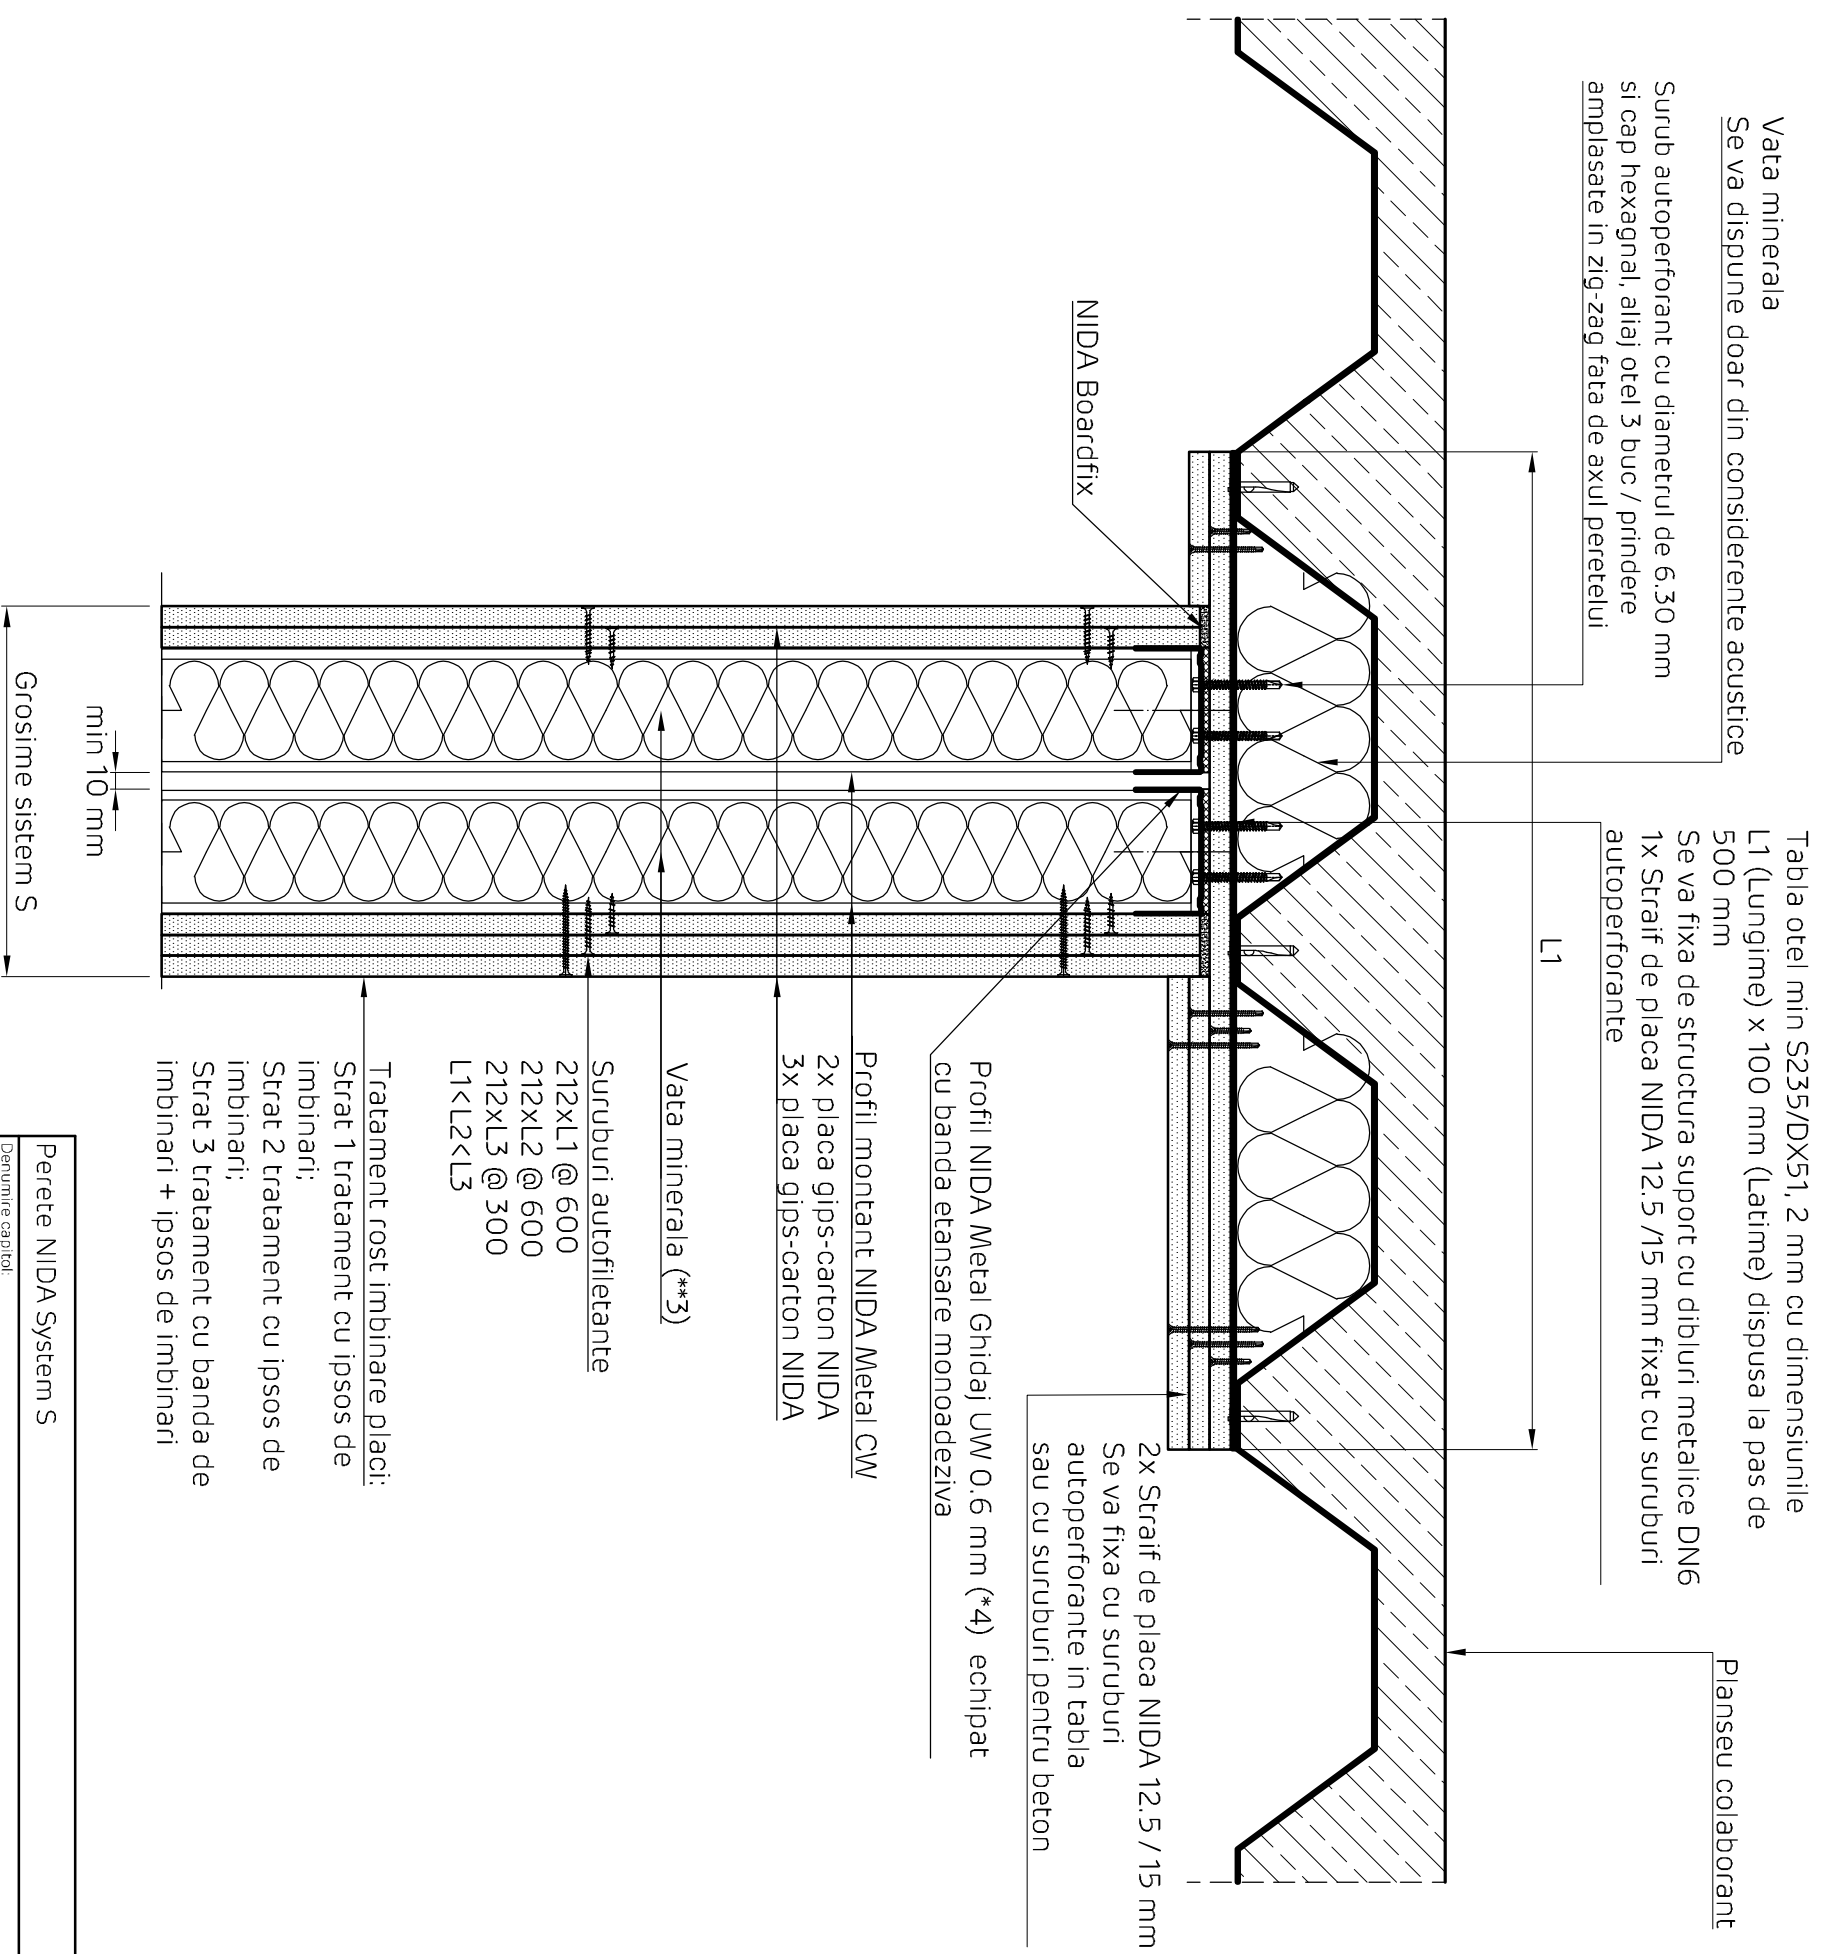 Vata minerala
Se va dispune doar din considerente acustice
Surub autoperforant cu diametrul de 6.30 mm
si cap hexagnal, aliaj otel 3 buc / prindere
amplasate in zig-zag fata de axul peretelui
Tabla otel min S235/DX51, 2 mm cu dimensiunile
L1 (Lungime) x 100 mm (Latime) dispusa la pas de
500 mm
Se va fixa de structura suport cu dibluri metalice DN6
1x Straif de placa NIDA 12.5 /15 mm fixat cu suruburi
autoperforante
Planseu colaborant
L1
NIDA Boardfix
2x Straif de placa NIDA 12.5 / 15 mm
Se va fixa cu suruburi
autoperforante in tabla
sau cu suruburi pentru beton
Profil NIDA Metal Ghidaj UW 0.6 mm (*4) echipat
cu banda etansare monoadeziva
Profil montant NIDA Metal CW
2x placa gips-carton NIDA
3x placa gips-carton NIDA
Vata minerala (**3)
Suruburi autofiletante
212xL1 @ 600
212xL2 @ 600
212xL3 @ 300
L1<L2<L3
Tratament rost imbinare placi:
Strat 1 tratament cu ipsos de
imbinari;
Strat 2 tratament cu ipsos de
imbinari;
Strat 3 tratament cu banda de
imbinari + ipsos de imbinari
min 10 mm
Grosime sistem S
Perete NIDA System S
Denumire capitol: